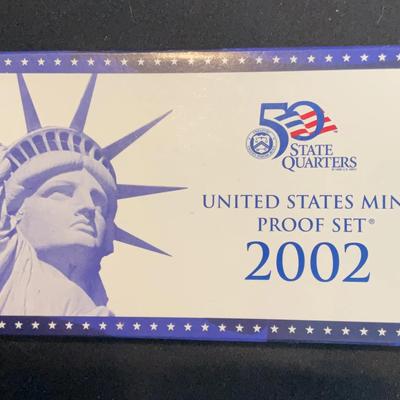 50
STATE
QUARTERS
UNITED STATES MIN
PROOF SET®
2002